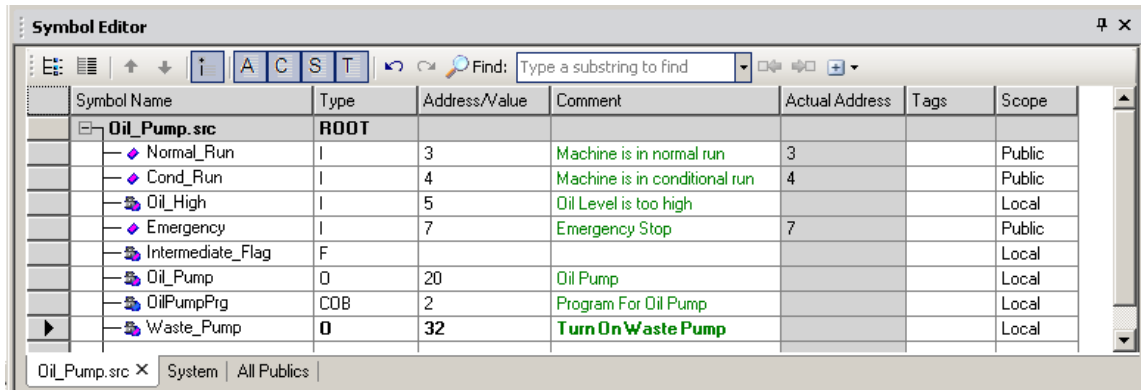 Symbol Editor
A C S T Find: Type a substring to find
Symbol Name Type Address/Value Comment Actual Address Tags Scope
Oil_Pump.src ROOT
Normal_Run I 3 Machine is in normal run 3 Public
Cond_Run I 4 Machine is in conditional run 4 Public
Oil_High I 5 Oil Level is too high Local
Emergency I 7 Emergency Stop 7 Public
Intermediate_Flag F Local
Oil_Pump O 20 Oil Pump Local
OilPumpPrg COB 2 Program For Oil Pump Local
Waste_Pump O 32 Turn On Waste Pump Local
Oil_Pump.src System All Publics